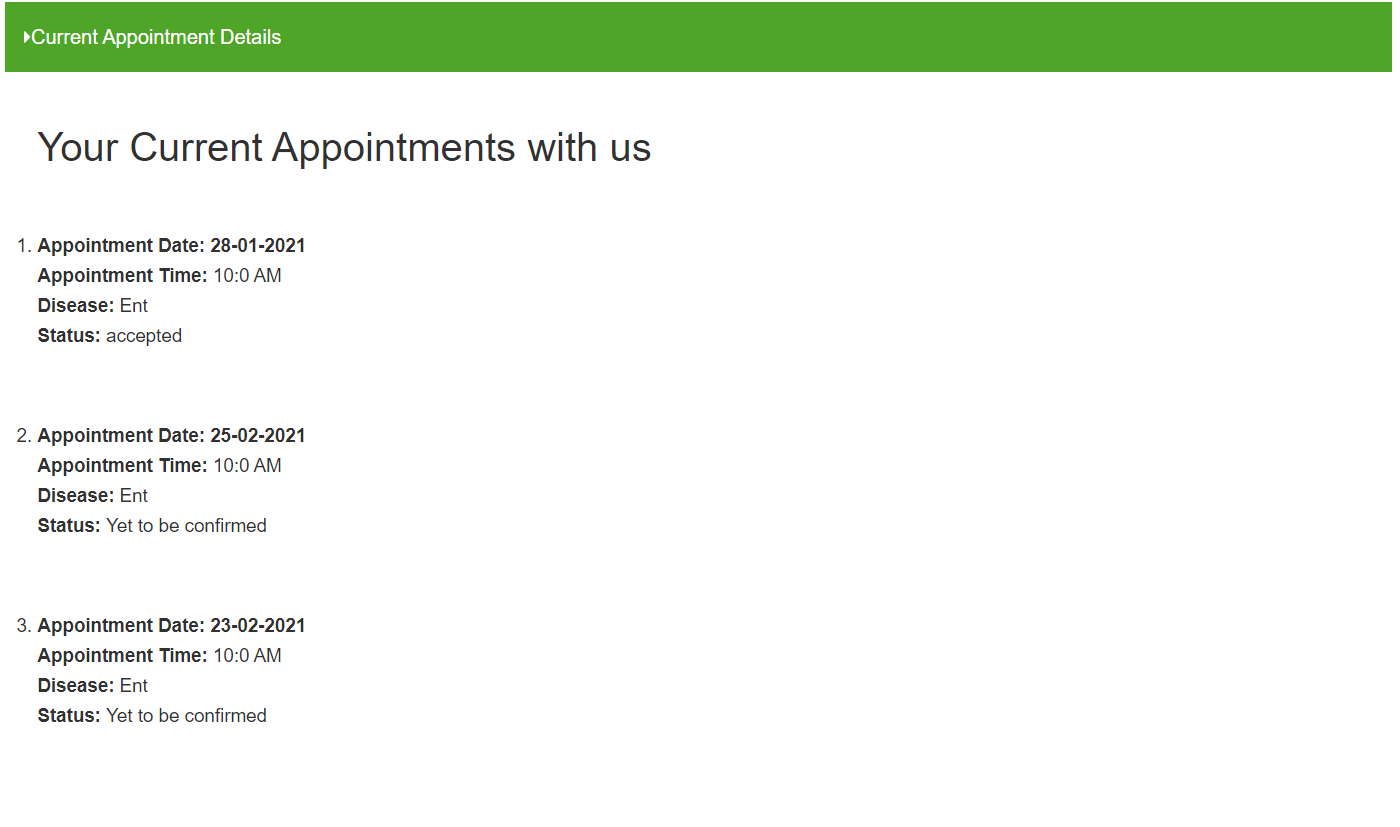 Current Appointment Details
Your Current Appointments with us
1. Appointment Date: 28-01-2021
Appointment Time: 10:0 AM
Disease: Ent
Status: accepted
2. Appointment Date: 25-02-2021
Appointment Time: 10:0 AM
Disease: Ent
Status: Yet to be confirmed
3. Appointment Date: 23-02-2021
Appointment Time: 10:0 AM
Disease: Ent
Status: Yet to be confirmed